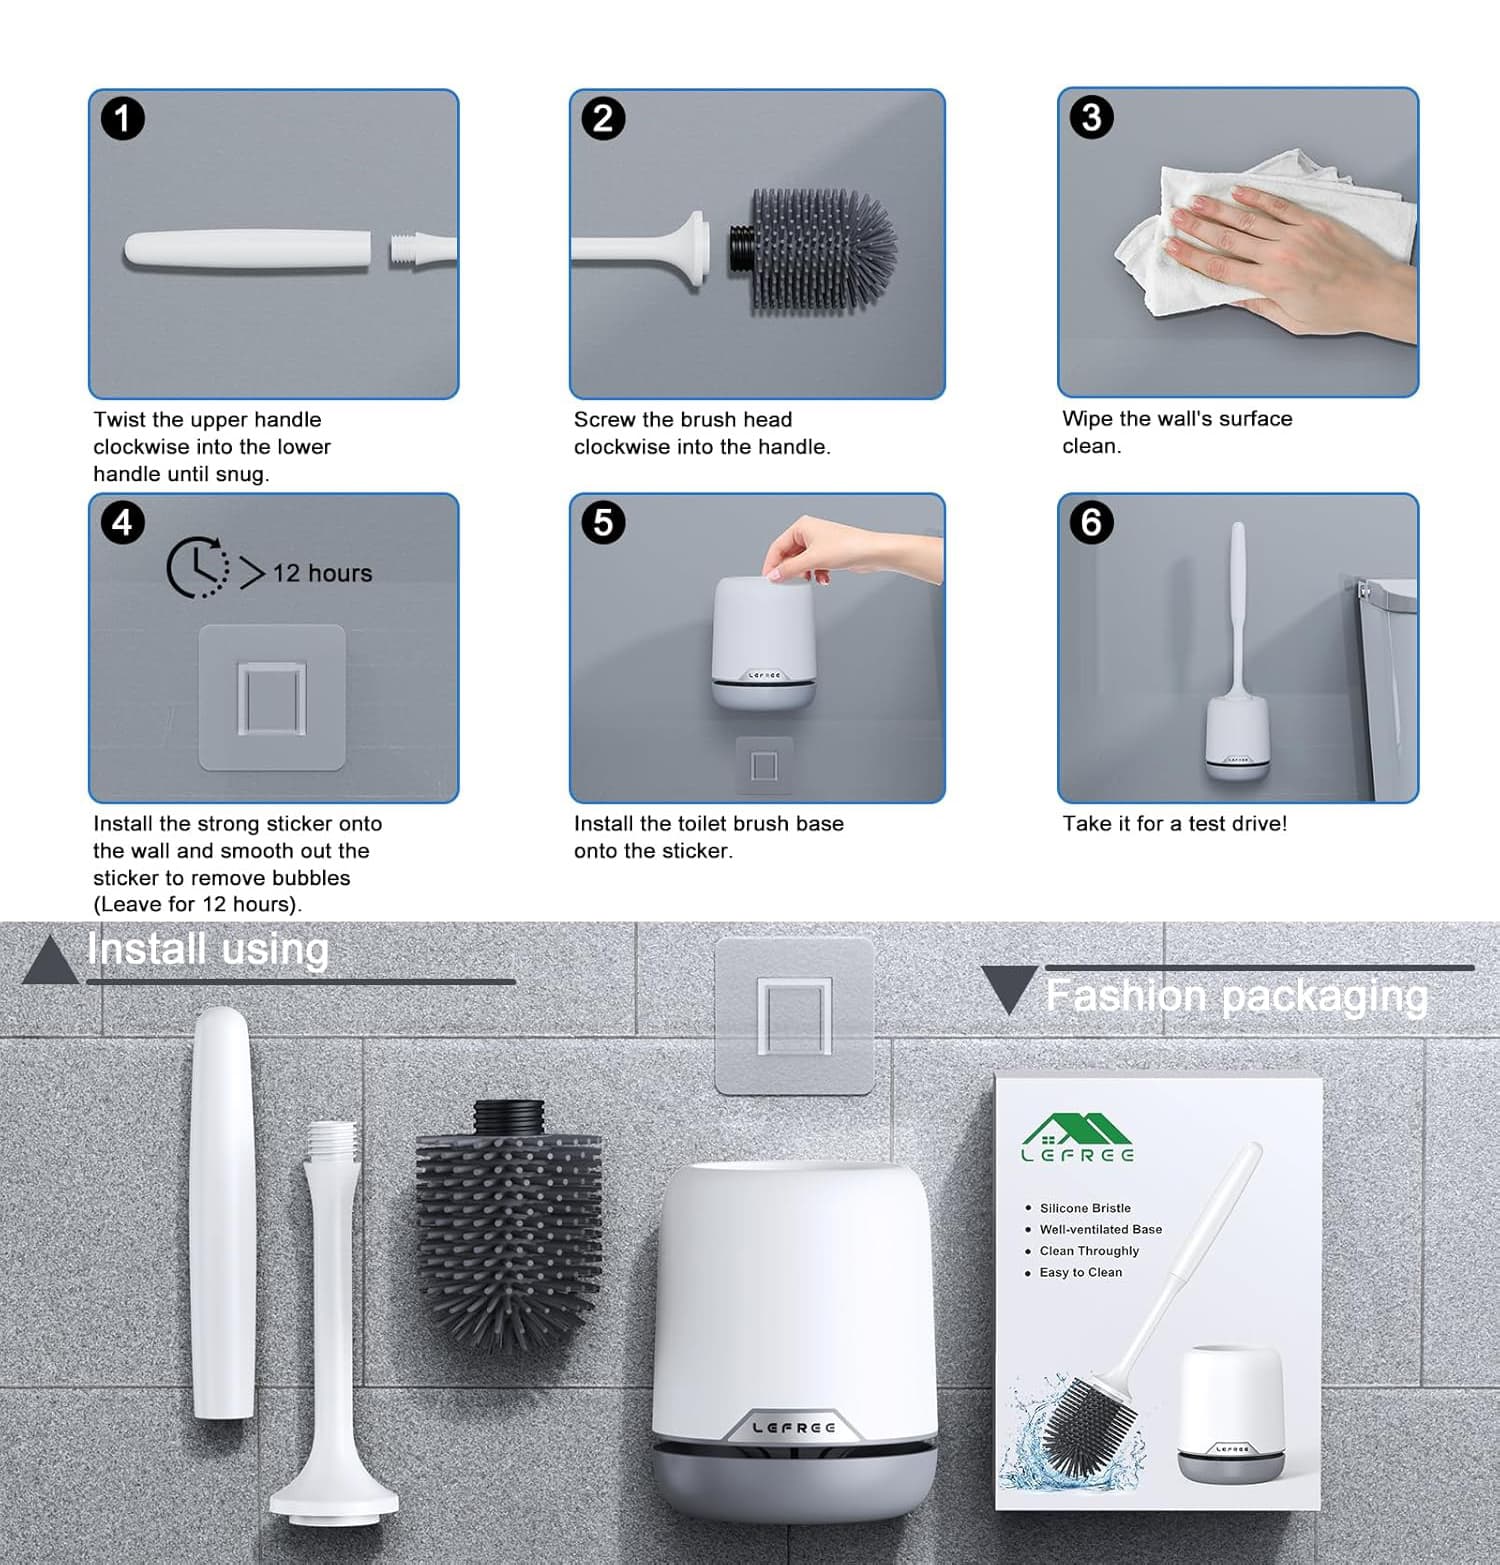 1
2
3
Twist the upper handle
clockwise into the lower
handle until snug.
Screw the brush head
clockwise into the handle.
Wipe the wall's surface
clean.
4
12 hours
5
LEFREE
6
LEFREE
Install the strong sticker onto
the wall and smooth out the
sticker to remove bubbles
(Leave for 12 hours).
Install the toilet brush base
onto the sticker.
Take it for a test drive!
Install using
Fashion packaging
LEFREE
LEFREE
• Silicone Bristle
• Well-ventilated Base
• Clean Throughly
• Easy to Clean
LEFREE